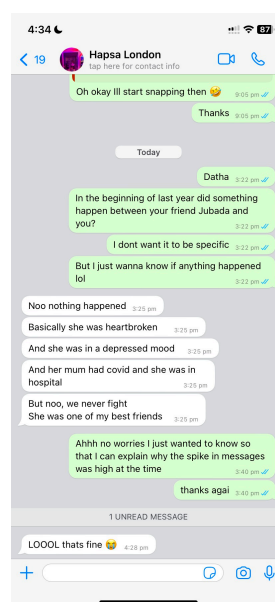 4:34
87
19
Hapsa London
tap here for contact info
Oh okay Ill start snapping then 🤣 9:05 pm
Thanks 9:05 pm
Today
Datha 3:22 pm
In the beginning of last year did something
happen between your friend Jubada and
you? 3:22 pm
I dont want it to be specific 3:22 pm
But I just wanna know if anything happened
lol 3:22 pm
Noo nothing happened 3:25 pm
Basically she was heartbroken 3:25 pm
And she was in a depressed mood 3:25 pm
And her mum had covid and she was in
hospital 3:25 pm
But noo, we never fight
She was one of my best friends 3:25 pm
Ahhh no worries I just wanted to know so
that I can explain why the spike in messages
was high at the time 3:40 pm
thanks agai 3:40 pm
1 UNREAD MESSAGE
LOOOL thats fine 😭 4:28 pm